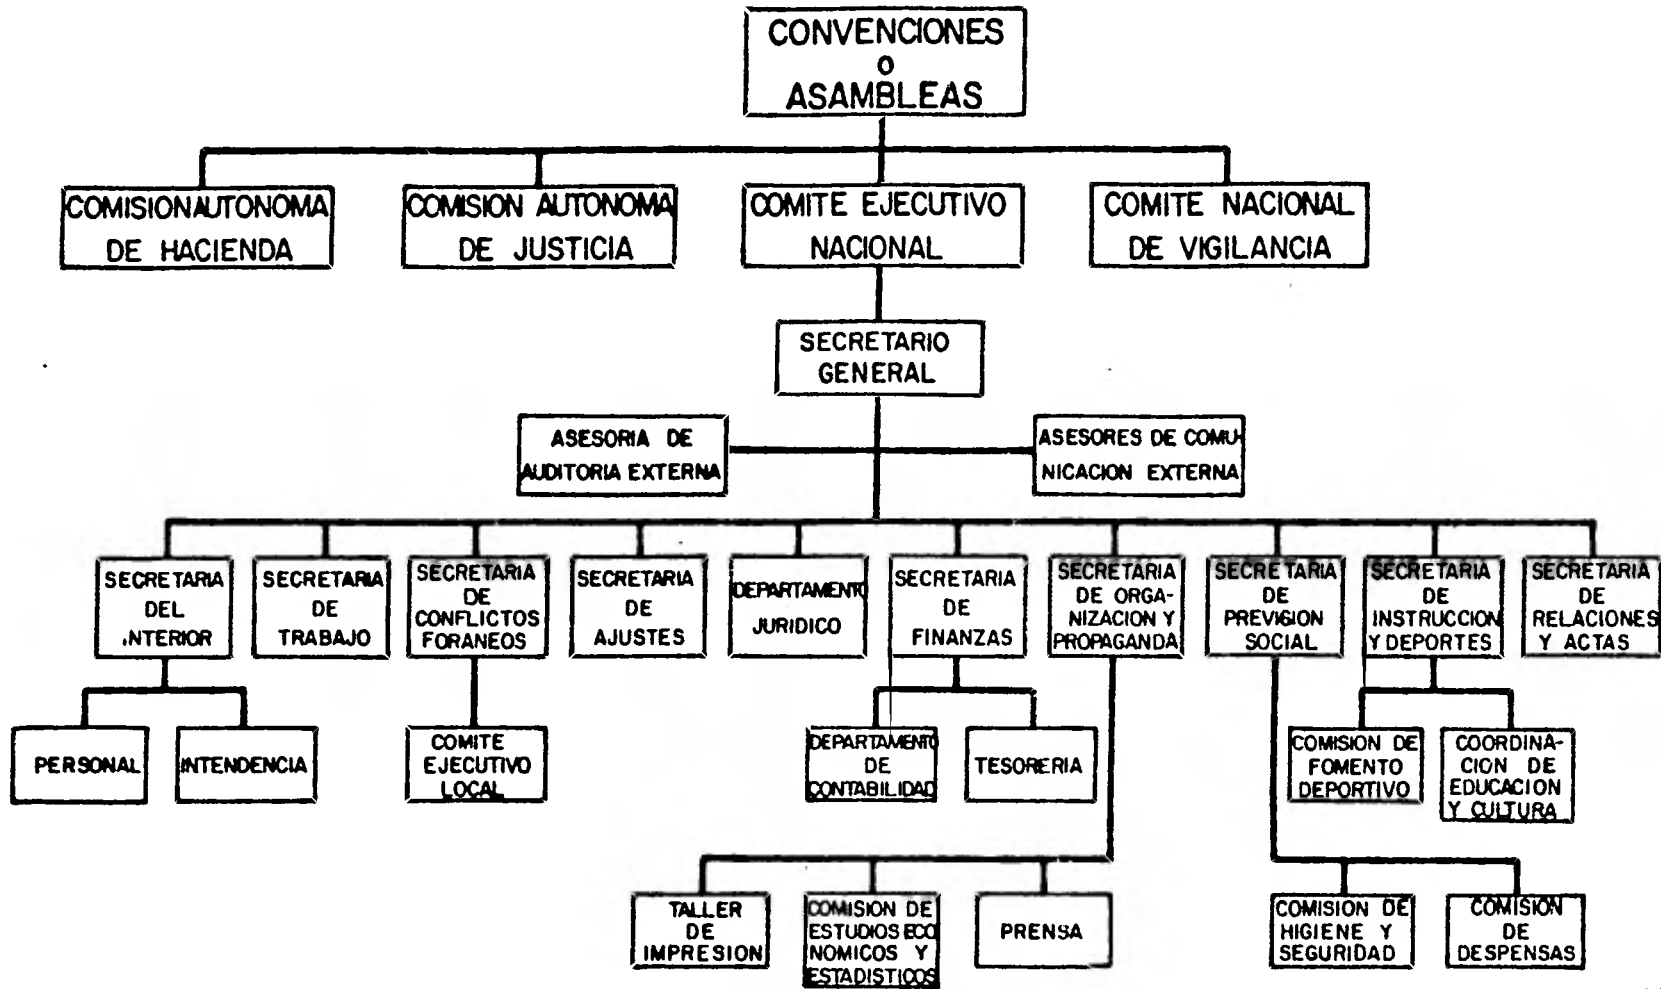 CONVENCIONES
O
ASAMBLEAS
COMISION AUTONOMA
DE HACIENDA
COMISION AUTONOMA
DE JUSTICIA
COMITE EJECUTIVO
NACIONAL
COMITE NACIONAL
DE VIGILANCIA
SECRETARIO
GENERAL
ASESORIA DE
AUDITORIA EXTERNA
ASESORES DE COMU-
NICACION EXTERNA
SECRETARIA
DEL
INTERIOR
SECRETARIA
DE
TRABAJO
SECRETARIA
DE
CONFLICTOS
FORANEOS
SECRETARIA
DE
AJUSTES
DEPARTAMENTO
JURIDICO
SECRETARIA
DE
FINANZAS
SECRETARIA
DE ORGA-
NIZACION Y
PROPAGANDA
SECRETARIA
DE
PREVISION
SOCIAL
SECRETARIA
DE
INSTRUCCION
Y DEPORTES
SECRETARIA
DE
RELACIONES
Y ACTAS
PERSONAL
INTENDENCIA
COMITE
EJECUTIVO
LOCAL
DEPARTAMENTO
DE
CONTABILIDAD
TESORERIA
COMISION DE
FOMENTO
DEPORTIVO
COORDINA-
CION DE
EDUCACION
Y CULTURA
TALLER
DE
IMPRESION
COMISION DE
ESTUDIOS ECO
NOMICOS Y
ESTADISTICOS
PRENSA
COMISION DE
HIGIENE Y
SEGURIDAD
COMISION
DE
DESPENSAS